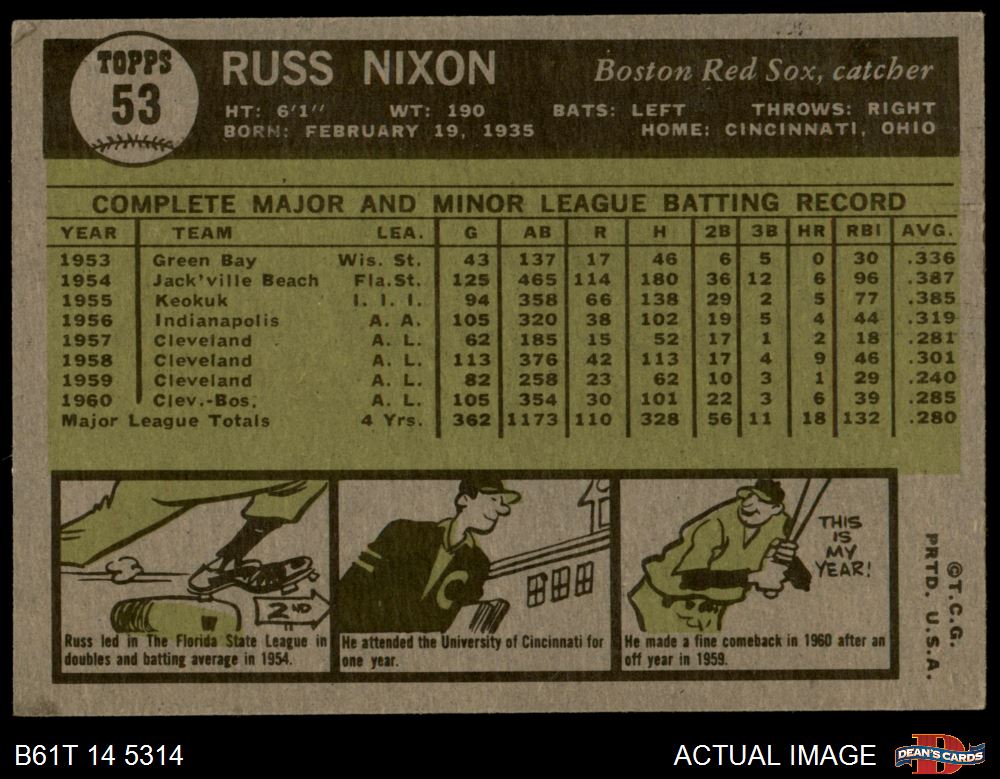 TOPPS
53
RUSS NIXON
Boston Red Sox, catcher
HT: 6'1" WT: 190 BATS: LEFT THROWS: RIGHT
BORN: FEBRUARY 19, 1935 HOME: CINCINNATI, OHIO
COMPLETE MAJOR AND MINOR LEAGUE BATTING RECORD
YEAR TEAM LEA. G AB R H 2B 3B HR RBI AVG.
1953 Green Bay Wis. St. 43 137 17 46 6 5 0 30 .336
1954 Jack'ville Beach Fla.St. 125 465 114 180 36 12 6 96 .387
1955 Keokuk I. I. I. 94 358 66 138 29 2 5 77 .385
1956 Indianapolis A. A. 105 320 38 102 19 5 4 44 .319
1957 Cleveland A. L. 62 185 15 52 17 1 2 18 .281
1958 Cleveland A. L. 113 376 42 113 17 4 9 46 .301
1959 Cleveland A. L. 82 258 23 62 10 3 1 29 .240
1960 Clev.-Bos. A. L. 105 354 30 101 22 3 6 39 .285
Major League Totals 4 Yrs. 362 1173 110 328 56 11 18 132 .280
2ND
Russ led in The Florida State League in
doubles and batting average in 1954.
C
He attended the University of Cincinnati for
one year.
THIS
IS
MY
YEAR!
He made a fine comeback in 1960 after an
off year in 1959.
©T.C.G.
PRTD. U.S.A.
B61T 14 5314
ACTUAL IMAGE
DEAN'S CARDS